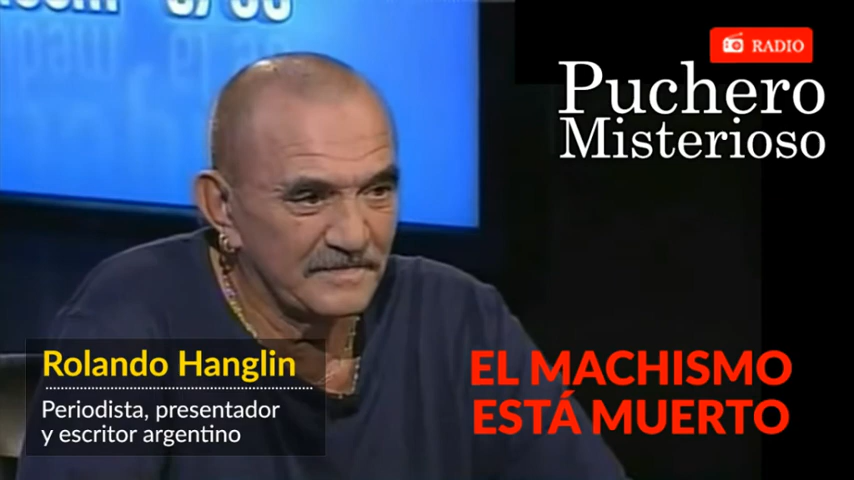 RADIO
Puchero
Misterioso
Rolando Hanglin
Periodista, presentador
y escritor argentino
EL MACHISMO
ESTÁ MUERTO